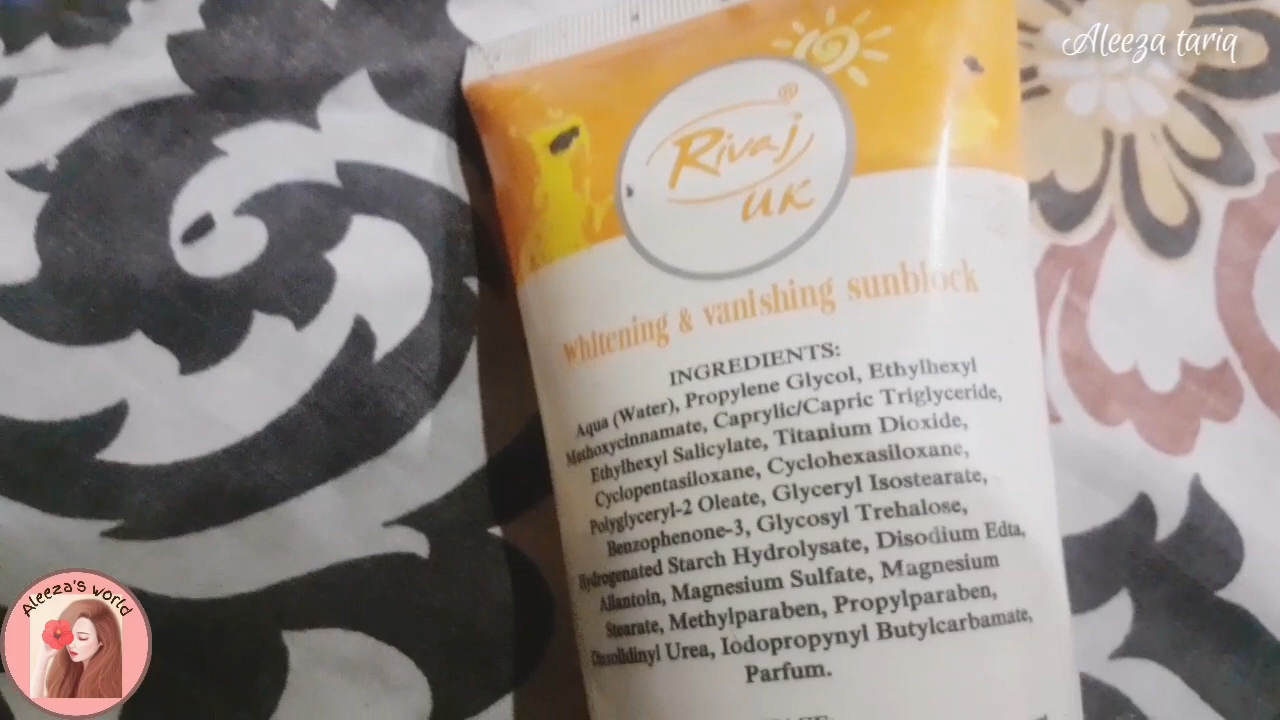 Aleeza tariq
Rivaj®
UK
whitening & vanishing sunblock
INGREDIENTS:
Aqua (Water), Propylene Glycol, Ethylhexyl
Methoxycinnamate, Caprylic/Capric Triglyceride,
Ethylhexyl Salicylate, Titanium Dioxide,
Cyclopentasiloxane, Cyclohexasiloxane,
Polyglyceryl-2 Oleate, Glyceryl Isostearate,
Benzophenone-3, Glycosyl Trehalose,
Hydrogenated Starch Hydrolysate, Disodium Edta,
Allantoin, Magnesium Sulfate, Magnesium
Stearate, Methylparaben, Propylparaben,
Urea, Iodopropynyl Butylcarbamate,
Parfum.
Aleeza's world